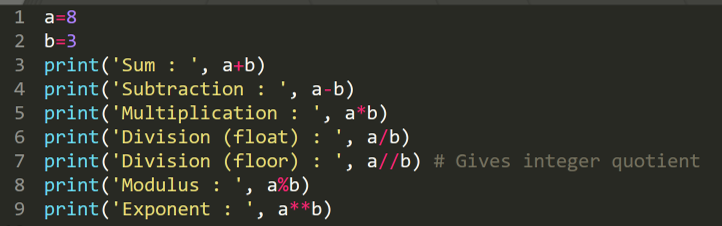 1 a=8
2 b=3
3 print('Sum : ', a+b)
4 print('Subtraction : ', a-b)
5 print('Multiplication : ', a*b)
6 print('Division (float) : ', a/b)
7 print('Division (floor) : ', a//b) # Gives integer quotient
8 print('Modulus : ', a%b)
9 print('Exponent : ', a**b)